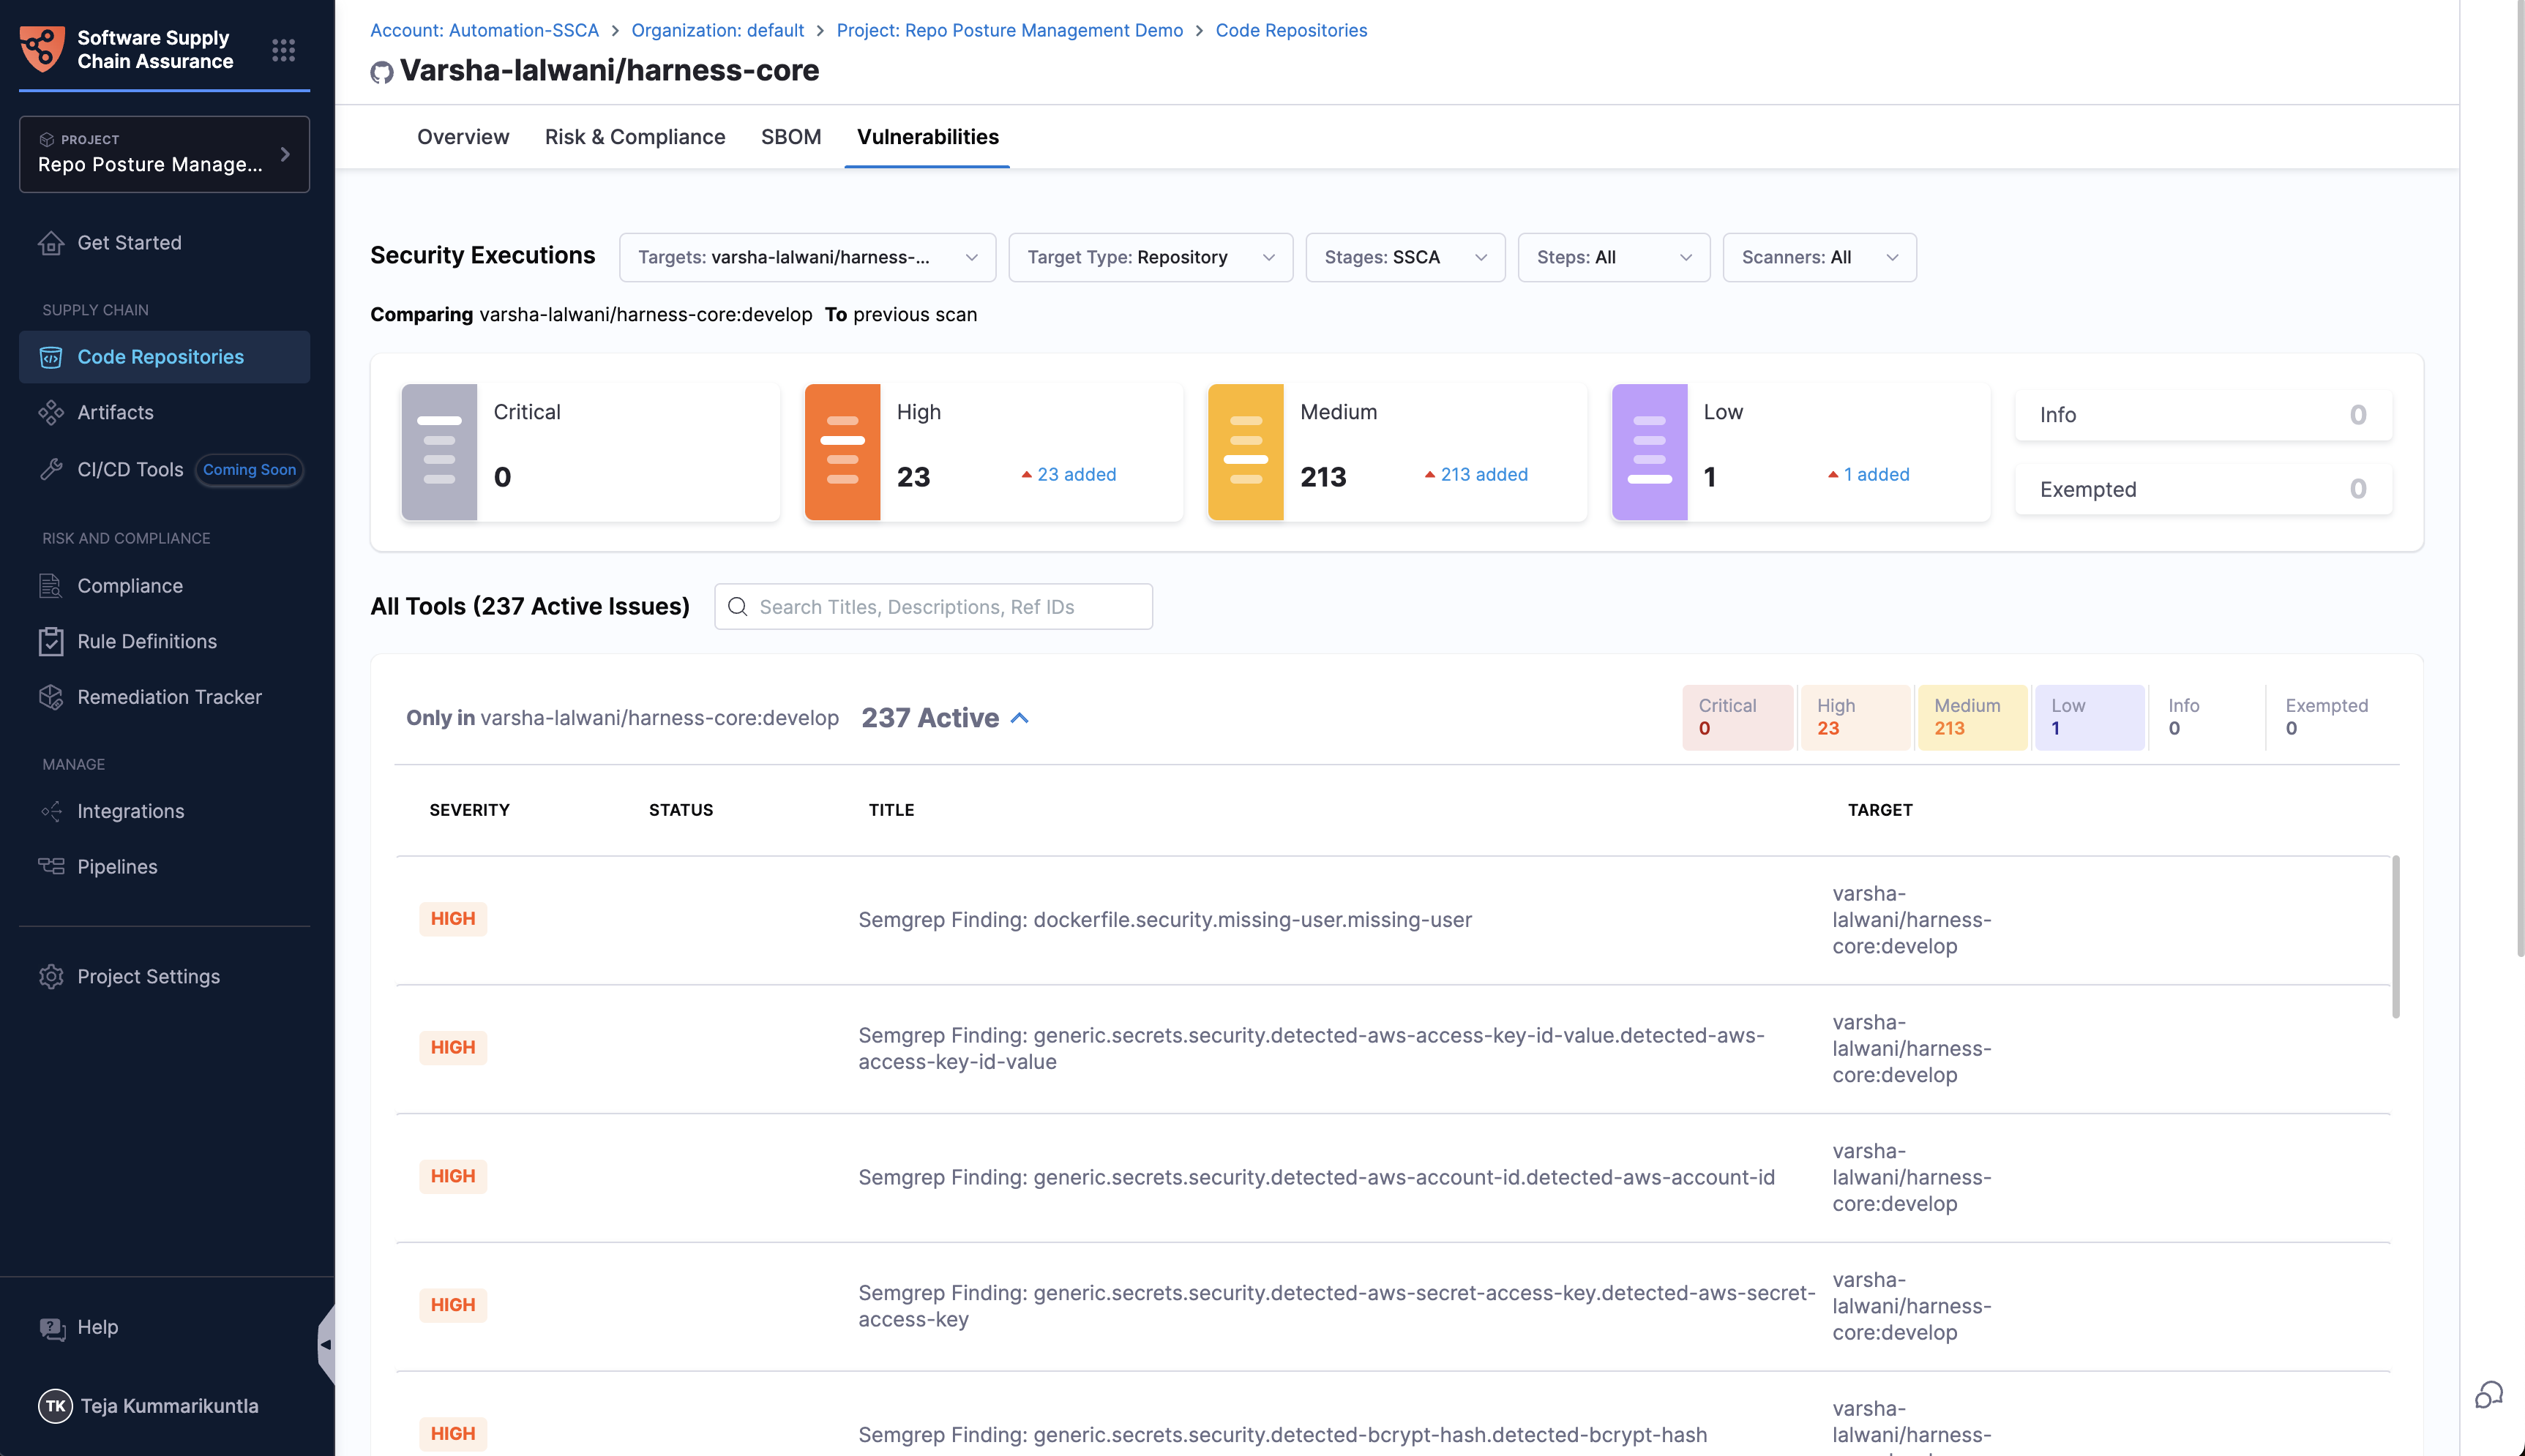 Software Supply
Chain Assurance
PROJECT
Repo Posture Manage...
Get Started
SUPPLY CHAIN
Code Repositories
Artifacts
CI/CD Tools
Coming Soon
RISK AND COMPLIANCE
Compliance
Rule Definitions
Remediation Tracker
MANAGE
Integrations
Pipelines
Project Settings
Help
TK
Teja Kummarikuntla
Account: Automation-SSCA > Organization: default > Project: Repo Posture Management Demo > Code Repositories
Varsha-lalwani/harness-core
Overview
Risk & Compliance
SBOM
Vulnerabilities
Security Executions
Targets: varsha-lalwani/harness-...
Target Type: Repository
Stages: SSCA
Steps: All
Scanners: All
Comparing varsha-lalwani/harness-core:develop To previous scan
Critical
0
High
23
23 added
Medium
213
213 added
Low
1
1 added
Info
0
Exempted
0
All Tools (237 Active Issues)
Search Titles, Descriptions, Ref IDs
Only in varsha-lalwani/harness-core:develop 237 Active
Critical
0
High
23
Medium
213
Low
1
Info
0
Exempted
0
SEVERITY
STATUS
TITLE
TARGET
HIGH
Semgrep Finding: dockerfile.security.missing-user.missing-user
varsha-
lalwani/harness-
core:develop
HIGH
Semgrep Finding: generic.secrets.security.detected-aws-access-key-id-value.detected-aws-
access-key-id-value
varsha-
lalwani/harness-
core:develop
HIGH
Semgrep Finding: generic.secrets.security.detected-aws-account-id.detected-aws-account-id
varsha-
lalwani/harness-
core:develop
HIGH
Semgrep Finding: generic.secrets.security.detected-aws-secret-access-key.detected-aws-secret-
access-key
varsha-
lalwani/harness-
core:develop
HIGH
Semgrep Finding: generic.secrets.security.detected-bcrypt-hash.detected-bcrypt-hash
varsha-
lalwani/harness-